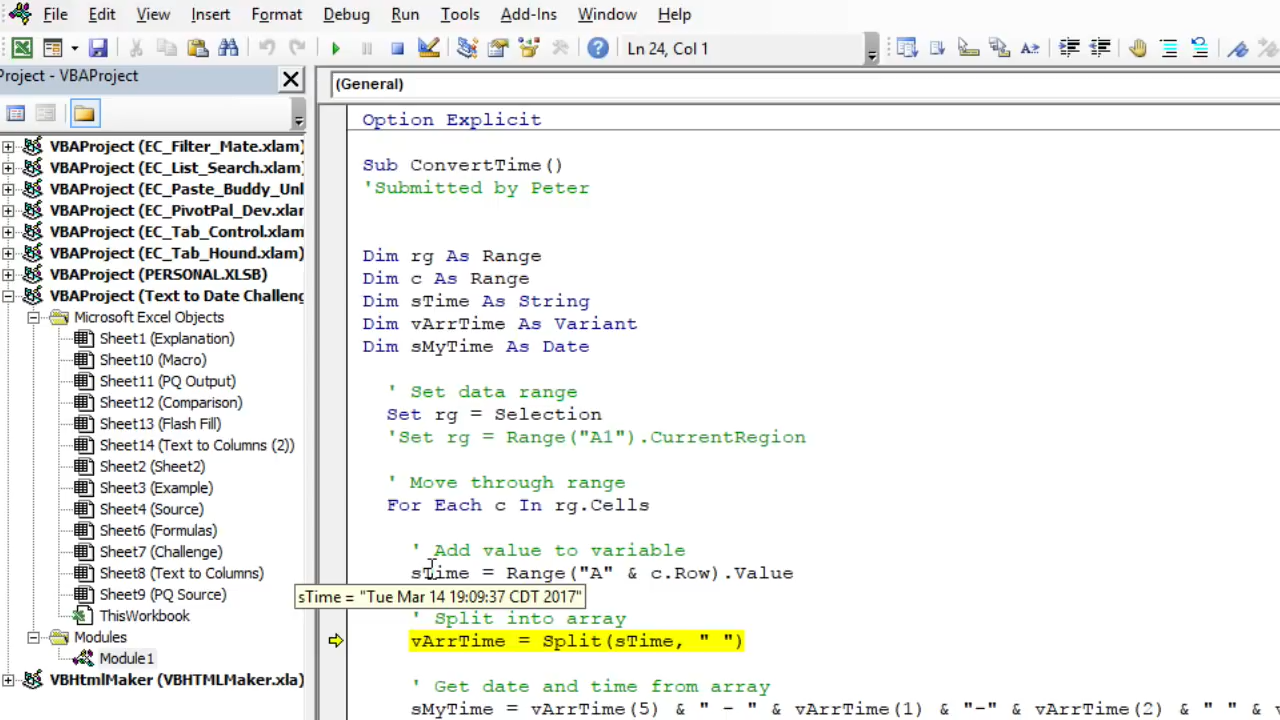 File Edit View Insert Format Debug Run Tools Add-Ins Window Help
Ln 24, Col 1
Project - VBAProject
(General)
VBAProject (EC_Filter_Mate.xlam)
VBAProject (EC_List_Search.xlam)
VBAProject (EC_Paste_Buddy_Unl
VBAProject (EC_PivotPal_Dev.xlam
VBAProject (EC_Tab_Control.xlam
VBAProject (EC_Tab_Hound.xlam)
VBAProject (PERSONAL.XLSB)
VBAProject (Text to Date Challeng
Microsoft Excel Objects
Sheet1 (Explanation)
Sheet10 (Macro)
Sheet11 (PQ Output)
Sheet12 (Comparison)
Sheet13 (Flash Fill)
Sheet14 (Text to Columns (2))
Sheet2 (Sheet2)
Sheet3 (Example)
Sheet4 (Source)
Sheet6 (Formulas)
Sheet7 (Challenge)
Sheet8 (Text to Columns)
Sheet9 (PQ Source)
ThisWorkbook
Modules
Module1
VBHtmlMaker (VBHTMLMaker.xla)
Option Explicit
Sub ConvertTime()
'Submitted by Peter
Dim rg As Range
Dim c As Range
Dim sTime As String
Dim vArrTime As Variant
Dim sMyTime As Date
' Set data range
Set rg = Selection
'Set rg = Range("A1").CurrentRegion
' Move through range
For Each c In rg.Cells
' Add value to variable
sTime = Range("A" & c.Row).Value
sTime = "Tue Mar 14 19:09:37 CDT 2017"
' Split into array
vArrTime = Split(sTime, " ")
' Get date and time from array
sMyTime = vArrTime(5) & " - " & vArrTime(1) & "-" & vArrTime(2) & " " & v